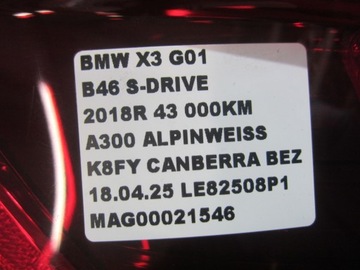 BMW X3 G01
B46 S-DRIVE
2018R 43 000KM
A300 ALPINWEISS
K8FY CANBERRA BEZ
18.04.25 LE82508P1
MAG00021546